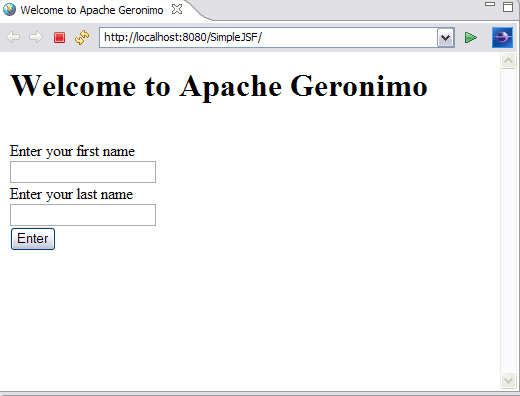 Welcome to Apache Geronimo
http://localhost:8080/SimpleJSF/
Welcome to Apache Geronimo
Enter your first name
Enter your last name
Enter